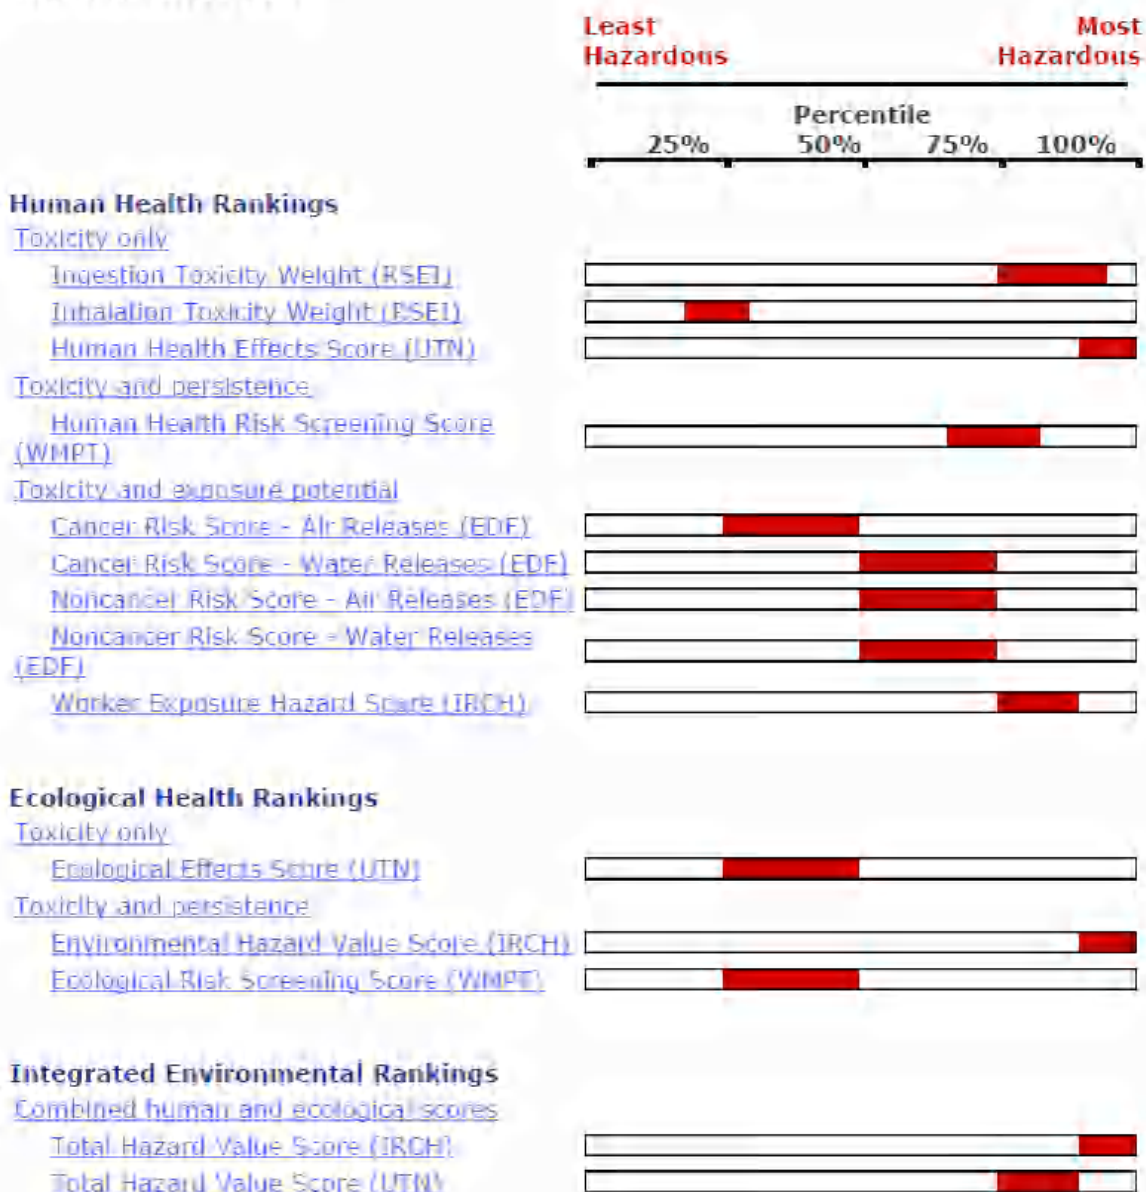 Least Most
Hazardous Hazardous
Percentile
25% 50% 75% 100%
Human Health Rankings
Toxicity only
Ingestion Toxicity Weight (RSEI)
Inhalation Toxicity Weight (RSEI)
Human Health Effects Score (UTN)
Toxicity and persistence
Human Health Risk Screening Score
(WMPT)
Toxicity and exposure potential
Cancer Risk Score - Air Releases (EDF)
Cancer Risk Score - Water Releases (EDF)
Noncancer Risk Score - Air Releases (EDF)
Noncancer Risk Score - Water Releases
(EDF)
Worker Exposure Hazard Score (IRCH)
Ecological Health Rankings
Toxicity only
Ecological Effects Score (UTN)
Toxicity and persistence
Environmental Hazard Value Score (IRCH)
Ecological Risk Screening Score (WMPT)
Integrated Environmental Rankings
Combined human and ecological scores
Total Hazard Value Score (IRCH)
Total Hazard Value Score (UTN)